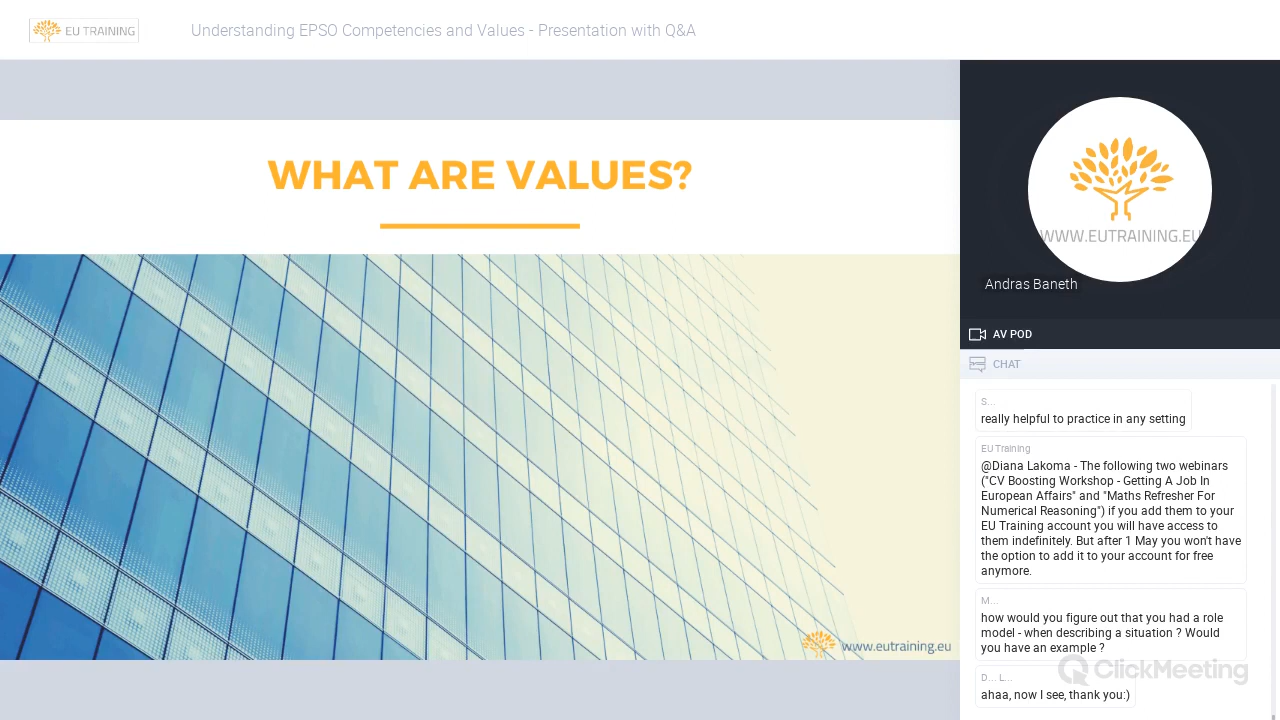 EU TRAINING
Understanding EPSO Competencies and Values - Presentation with Q&A
WHAT ARE VALUES?
www.eutraining.eu
WWW.EUTRAINING.EU
Andras Baneth
AV POD
CHAT
S...
really helpful to practice in any setting
EU Training
@Diana Lakoma - The following two webinars
("CV Boosting Workshop - Getting A Job In
European Affairs" and "Maths Refresher For
Numerical Reasoning") if you add them to your
EU Training account you will have access to
them indefinitely. But after 1 May you won't have
the option to add it to your account for free
anymore.
M...
how would you figure out that you had a role
model - when describing a situation ? Would
you have an example ?
D... L...
ahaa, now I see, thank you:)
ClickMeeting